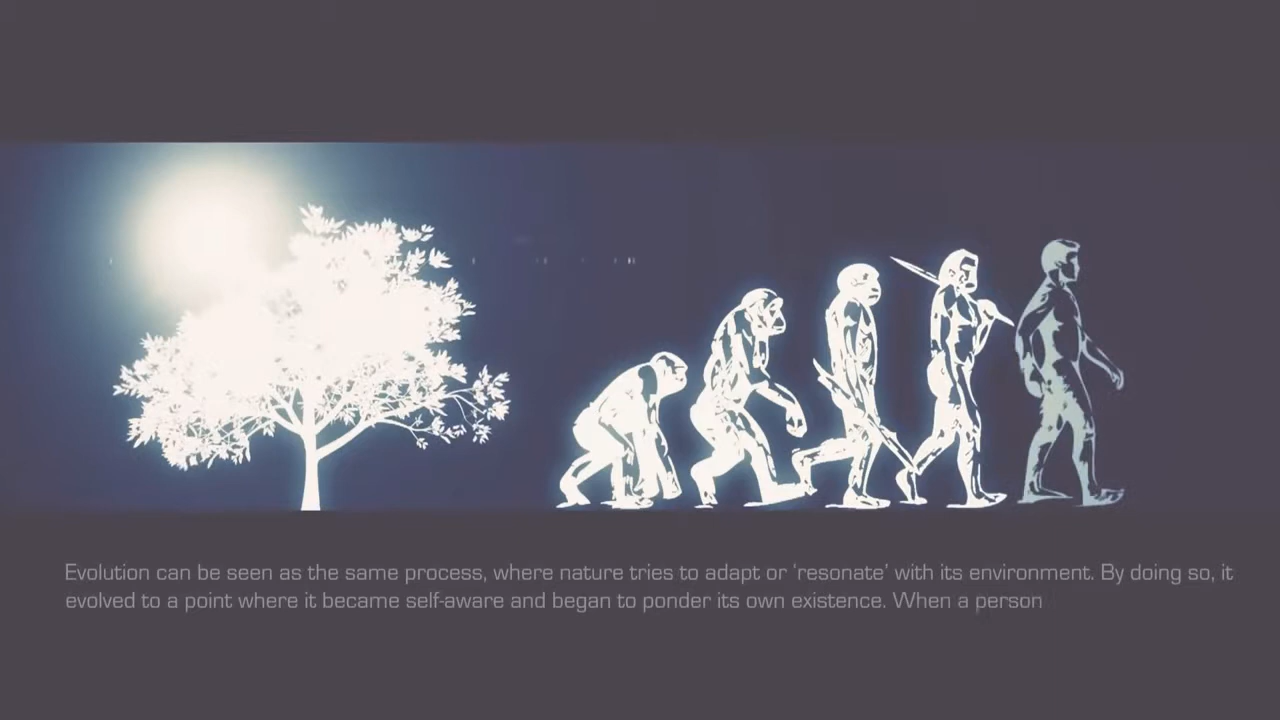 Evolution can be seen as the same process, where nature tries to adapt or ‘resonate’ with its environment. By doing so, it
evolved to a point where it became self-aware and began to ponder its own existence. When a person